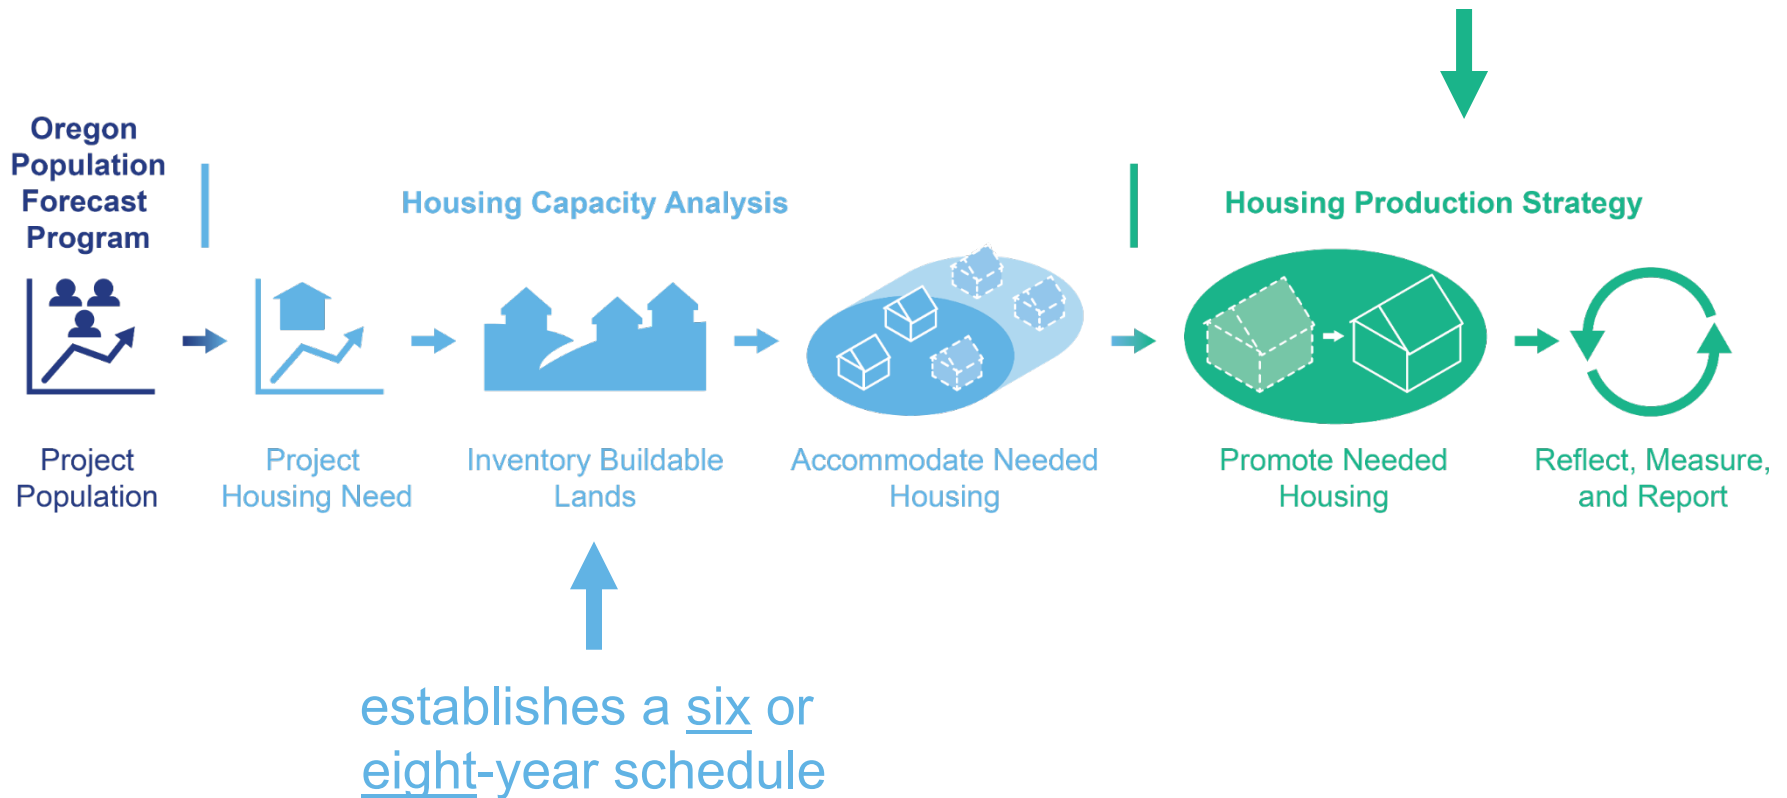 Oregon
Population
Forecast
Program
Housing Capacity Analysis
Housing Production Strategy
Project
Population
Project
Housing Need
Inventory Buildable
Lands
Accommodate Needed
Housing
Promote Needed
Housing
Reflect, Measure,
and Report
establishes a six or
eight-year schedule